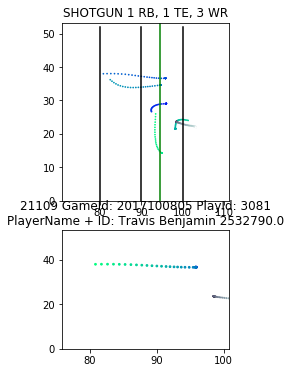 SHOTGUN 1 RB, 1 TE, 3 WR
50
40
30
20
10
0
80 90 100 110
21109 GameId: 2017100805 PlayId: 3081
PlayerName + ID: Travis Benjamin 2532790.0
40
20
0
80 90 100